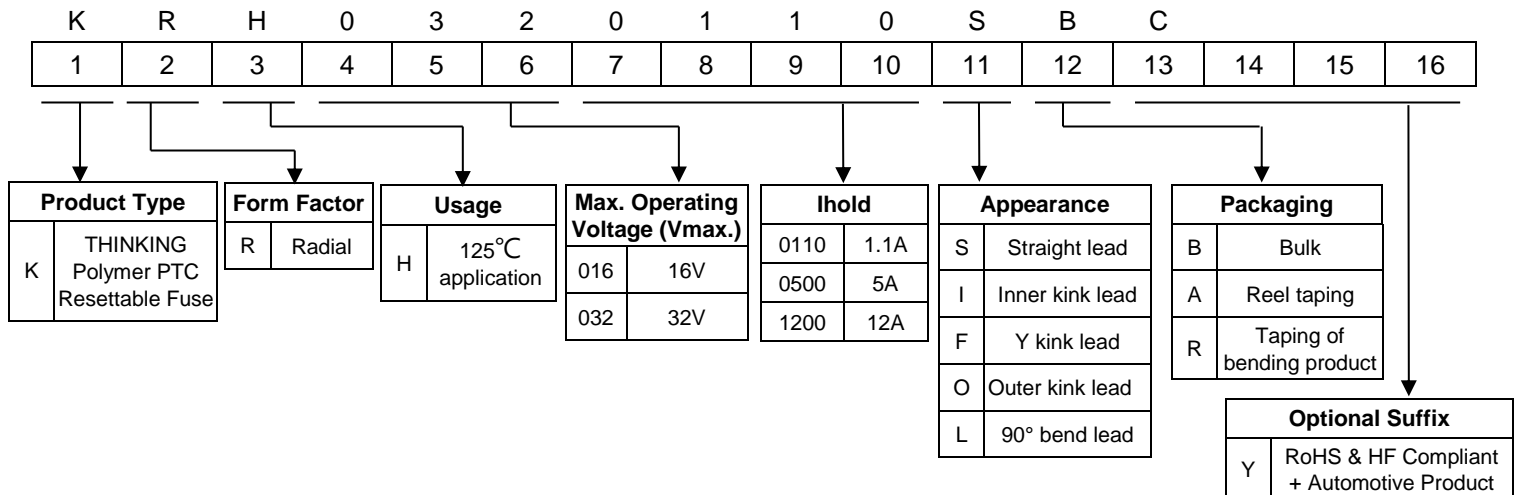 K R H 0 3 2 0 1 1 0 S B C
1 2 3 4 5 6 7 8 9 10 11 12 13 14 15 16
Product Type
K THINKING
Polymer PTC
Resettable Fuse
Form Factor
R Radial
Usage
H 125℃
application
Max. Operating
Voltage (Vmax.)
016 16V
032 32V
Ihold
0110 1.1A
0500 5A
1200 12A
Appearance
S Straight lead
I Inner kink lead
F Y kink lead
O Outer kink lead
L 90° bend lead
Packaging
B Bulk
A Reel taping
R Taping of
bending product
Optional Suffix
Y RoHS & HF Compliant
+ Automotive Product